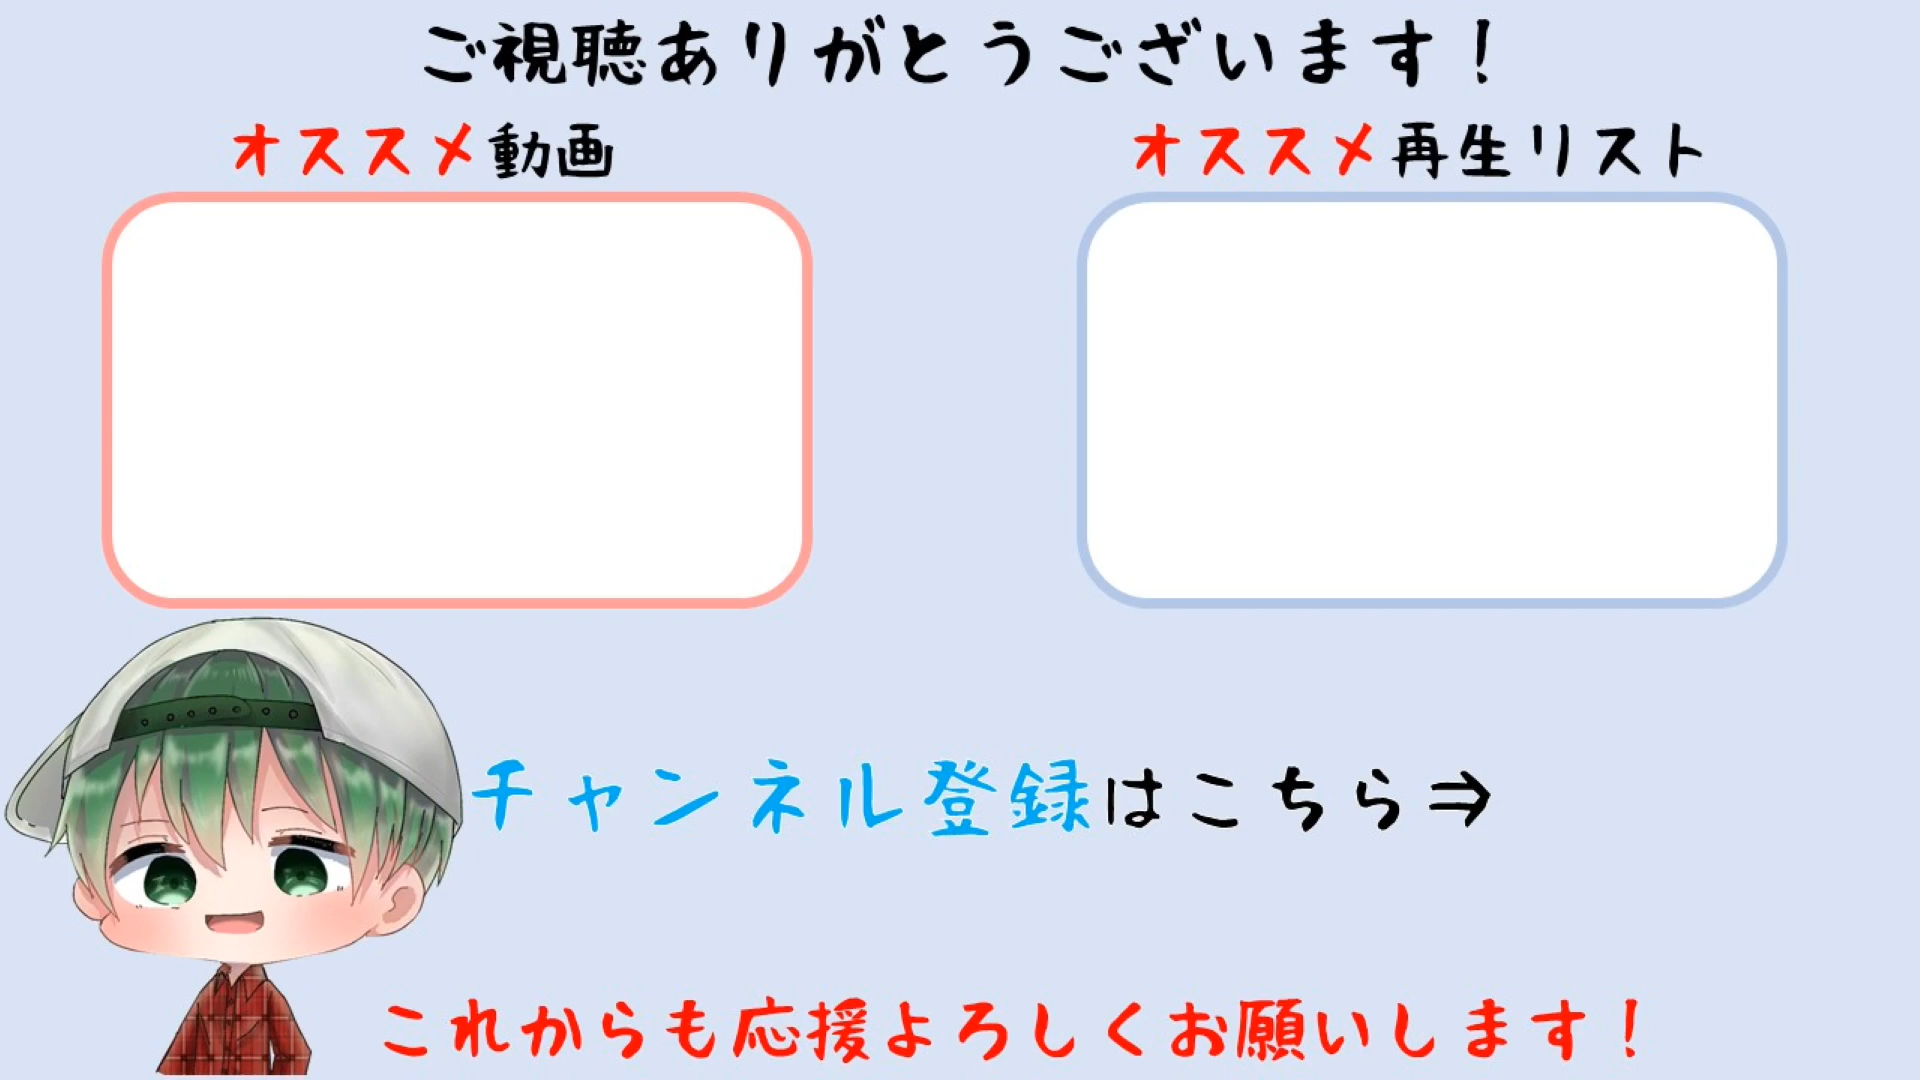 ご視聴ありがとうございます！
オススメ動画
オススメ再生リスト
チャンネル登録はこちら⇒
これからも応援よろしくお願いします！